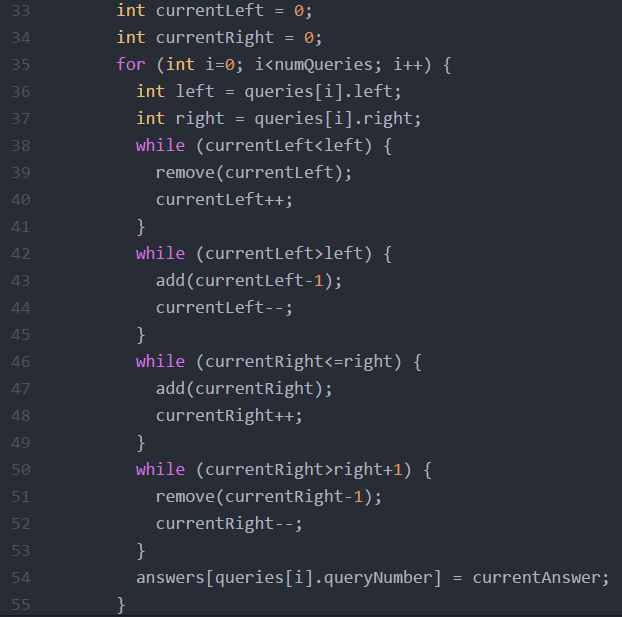 33 int currentLeft = 0;
34 int currentRight = 0;
35 for (int i=0; i<numQueries; i++) {
36 int left = queries[i].left;
37 int right = queries[i].right;
38 while (currentLeft<left) {
39 remove(currentLeft);
40 currentLeft++;
41 }
42 while (currentLeft>left) {
43 add(currentLeft-1);
44 currentLeft--;
45 }
46 while (currentRight<=right) {
47 add(currentRight);
48 currentRight++;
49 }
50 while (currentRight>right+1) {
51 remove(currentRight-1);
52 currentRight--;
53 }
54 answers[queries[i].queryNumber] = currentAnswer;
55 }